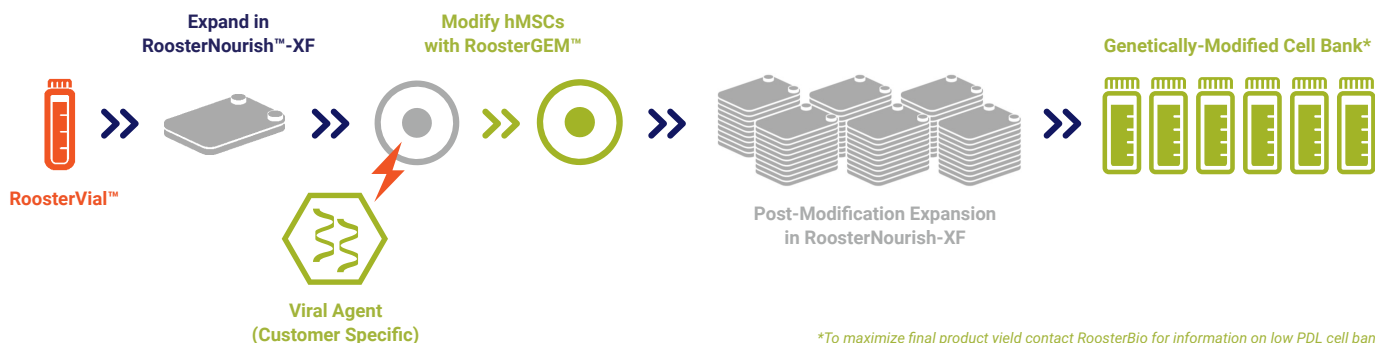 Expand in
RoosterNourish™-XF
Modify hMSCs
with RoosterGEM™
Genetically-Modified Cell Bank*
RoosterVial™
Post-Modification Expansion
in RoosterNourish-XF
Viral Agent
(Customer Specific)
*To maximize final product yield contact RoosterBio for information on low PDL cell ban